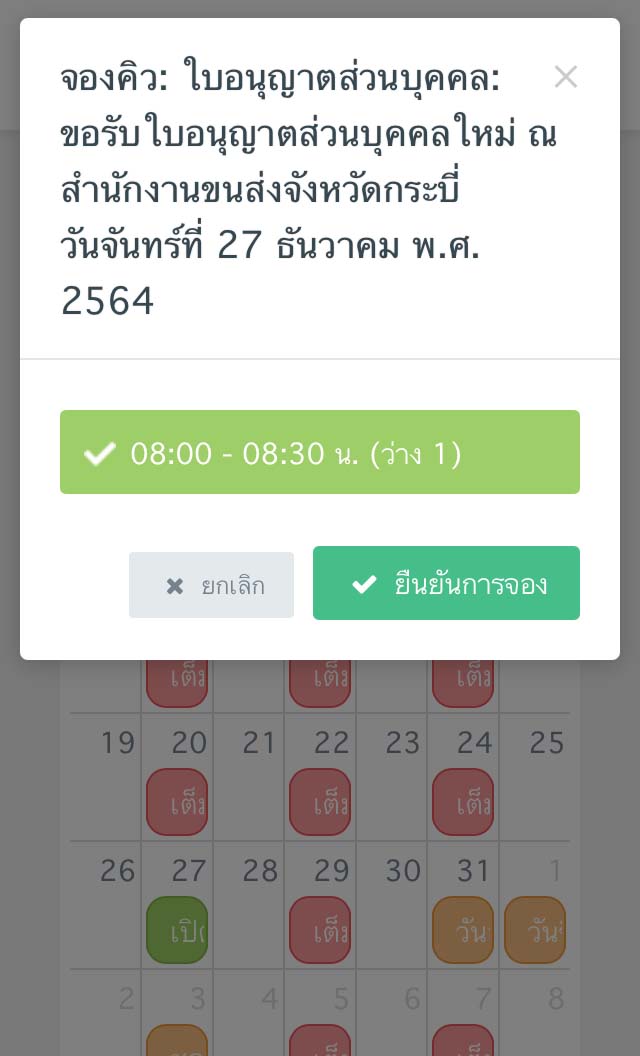 จองคิว: ใบอนุญาตส่วนบุคคล:
ขอรับใบอนุญาตส่วนบุคคลใหม่ ณ
สำนักงานขนส่งจังหวัดกระบี่
วันจันทร์ที่ 27 ธันวาคม พ.ศ.
2564
08:00 - 08:30 น. (ว่าง 1)
ยกเลิก
ยืนยันการจอง
เต็ม เต็ม เต็ม
19 20 21 22 23 24 25
เต็ม เต็ม เต็ม
26 27 28 29 30 31 1
เต็ม
2 3 4 5 6 7 8